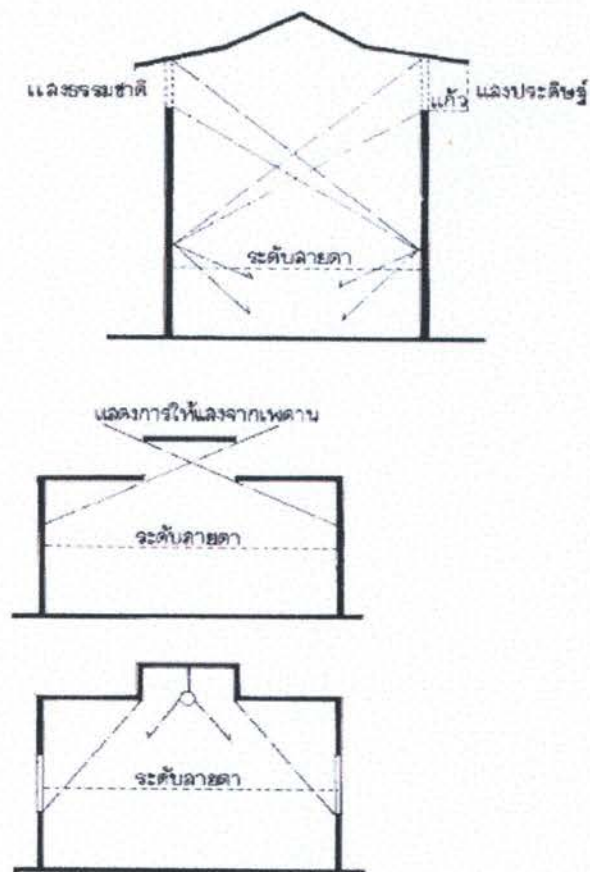 แสงธรรมชาติ
แก้ว
แสงประดิษฐ์
ระดับสายตา
แสดงการให้แสงจากเพดาน
ระดับสายตา
ระดับสายตา